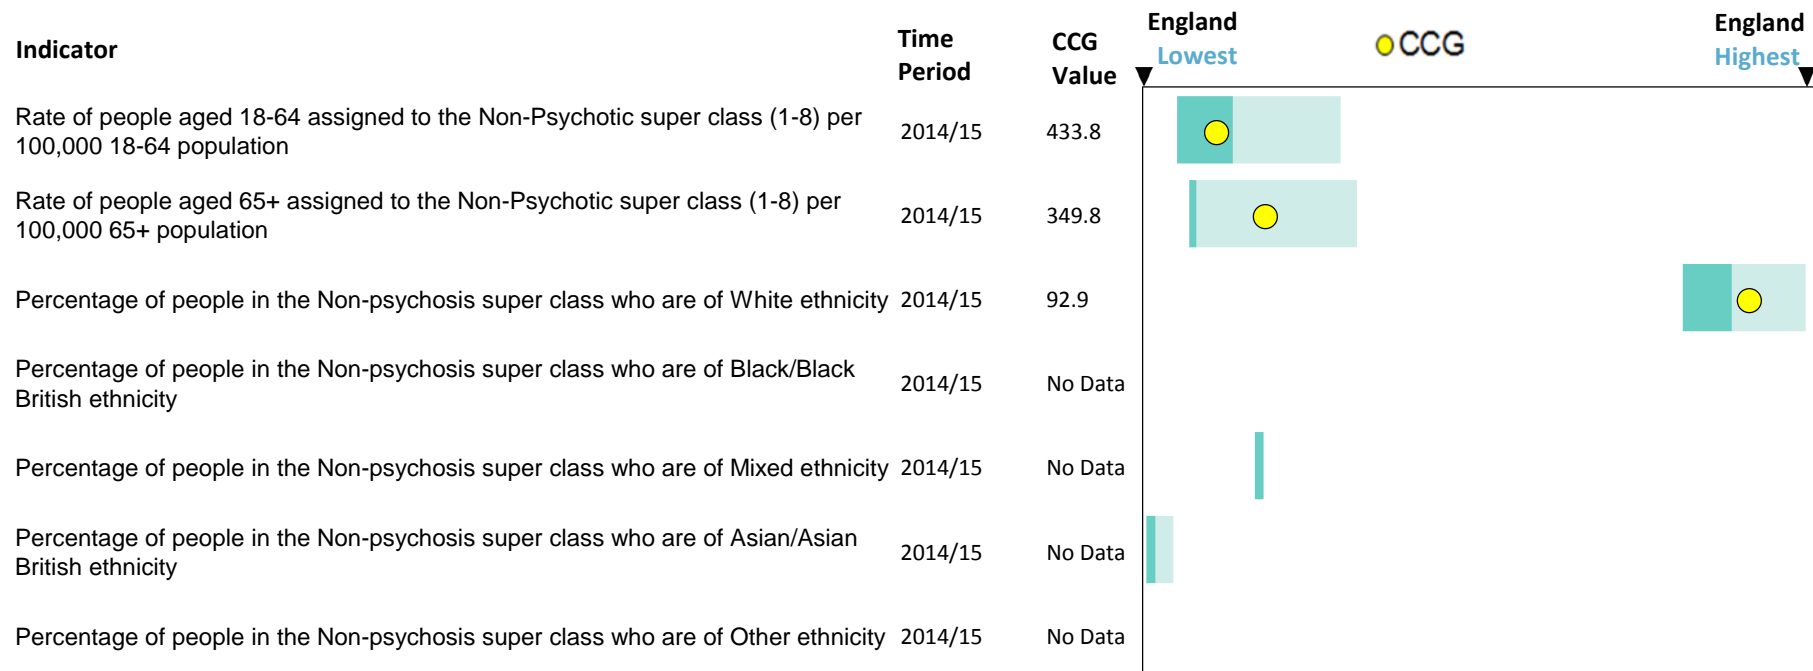 Indicator
Time Period
CCG Value
England Lowest
CCG
England Highest
Rate of people aged 18-64 assigned to the Non-Psychotic super class (1-8) per
100,000 18-64 population
2014/15
433.8
Rate of people aged 65+ assigned to the Non-Psychotic super class (1-8) per
100,000 65+ population
2014/15
349.8
Percentage of people in the Non-psychosis super class who are of White ethnicity
2014/15
92.9
Percentage of people in the Non-psychosis super class who are of Black/Black
British ethnicity
2014/15
No Data
Percentage of people in the Non-psychosis super class who are of Mixed ethnicity
2014/15
No Data
Percentage of people in the Non-psychosis super class who are of Asian/Asian
British ethnicity
2014/15
No Data
Percentage of people in the Non-psychosis super class who are of Other ethnicity
2014/15
No Data